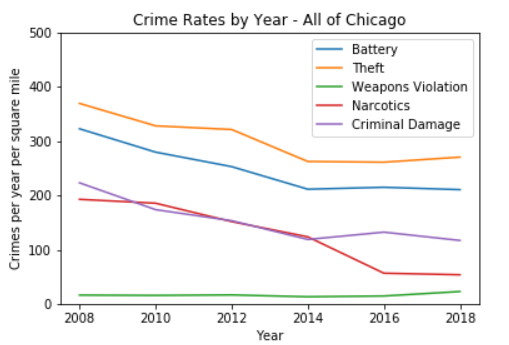 Crime Rates by Year - All of Chicago
500
400
300
200
100
0
Crimes per year per square mile
Battery
Theft
Weapons Violation
Narcotics
Criminal Damage
2008 2010 2012 2014 2016 2018
Year